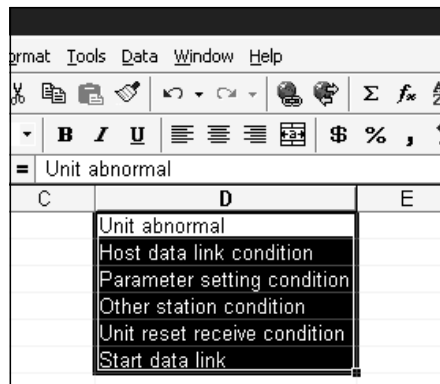 ormat Tools Data Window Help
B I U $ % ,
= Unit abnormal
C D E
Unit abnormal
Host data link condition
Parameter setting condition
Other station condition
Unit reset receive condition
Start data link